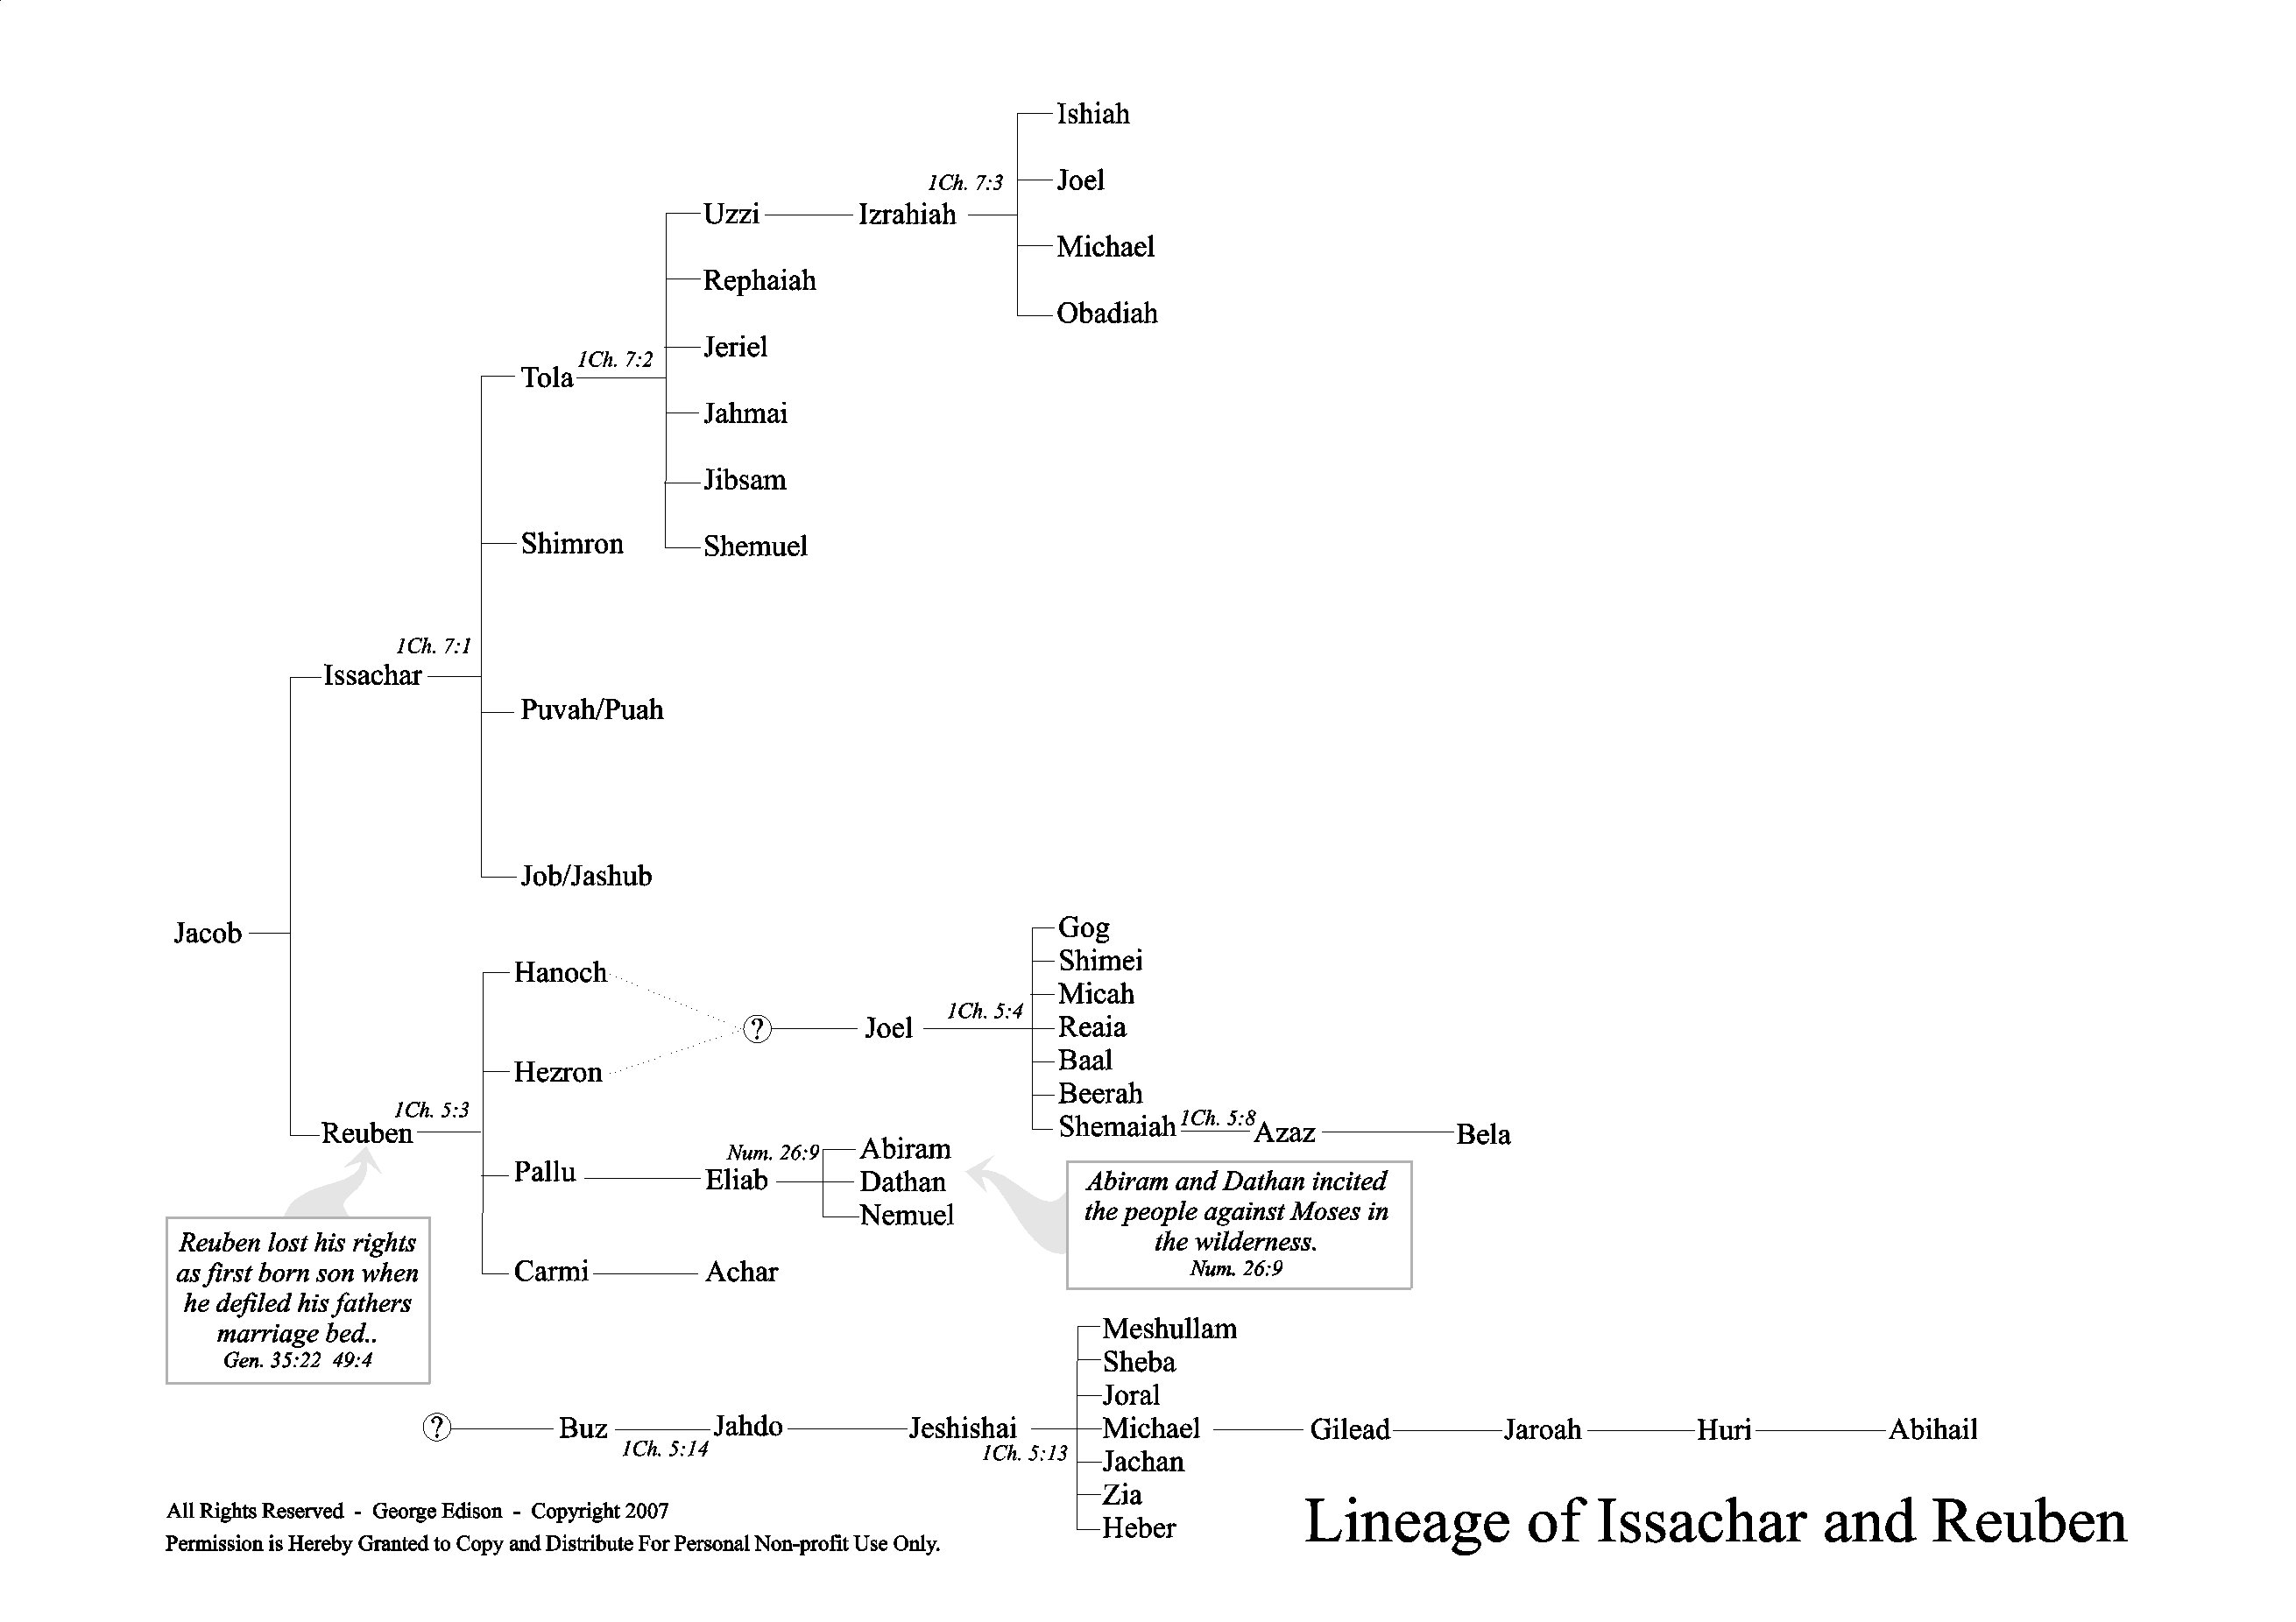 Ishiah
1Ch. 7:3
Joel
Uzzi
Izrahiah
Michael
Rephaiah
Obadiah
Jeriel
1Ch. 7:2
Tola
Jahmai
Jibsam
Shimron
Shemuel
1Ch. 7:1
Issachar
Puvah/Puah
Job/Jashub
Jacob
Gog
Shimei
Hanoch
Micah
1Ch. 5:4
?
Joel
Reaia
Baal
Hezron
Beerah
1Ch. 5:3
Reuben
Shemaiah
1Ch. 5:8
Azaz
Bela
Num. 26:9
Abiram
Pallu
Eliab
Dathan
Nemuel
Abiram and Dathan incited
the people against Moses in
the wilderness.
Num. 26:9
Reuben lost his rights
as first born son when
he defiled his fathers
marriage bed..
Gen. 35:22  49:4
Carmi
Achar
Meshullam
Sheba
Joral
?
Buz
1Ch. 5:14
Jahdo
Jeshishai
1Ch. 5:13
Michael
Gilead
Jaroah
Huri
Abihail
Jachan
Zia
Heber
All Rights Reserved  -  George Edison  -  Copyright 2007
Permission is Hereby Granted to Copy and Distribute For Personal Non-profit Use Only.
Lineage of Issachar and Reuben